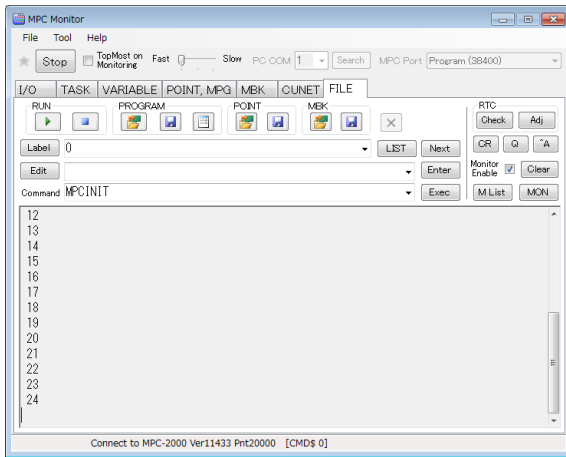 MPC Monitor
File Tool Help
Stop TopMost on Monitoring Fast Slow PC COM 1 Search MPC Port Program (38400)
I/O TASK VARIABLE POINT, MPG MBK CUNET FILE
RUN PROGRAM POINT MBK RTC
Check Adj
Label 0 LIST Next CR Q ^A
Edit Enter Monitor Enable Clear
Command MPCINIT Exec M List MON
12
13
14
15
16
17
18
19
20
21
22
23
24
Connect to MPC-2000 Ver11433 Pnt20000 [CMD$ 0]